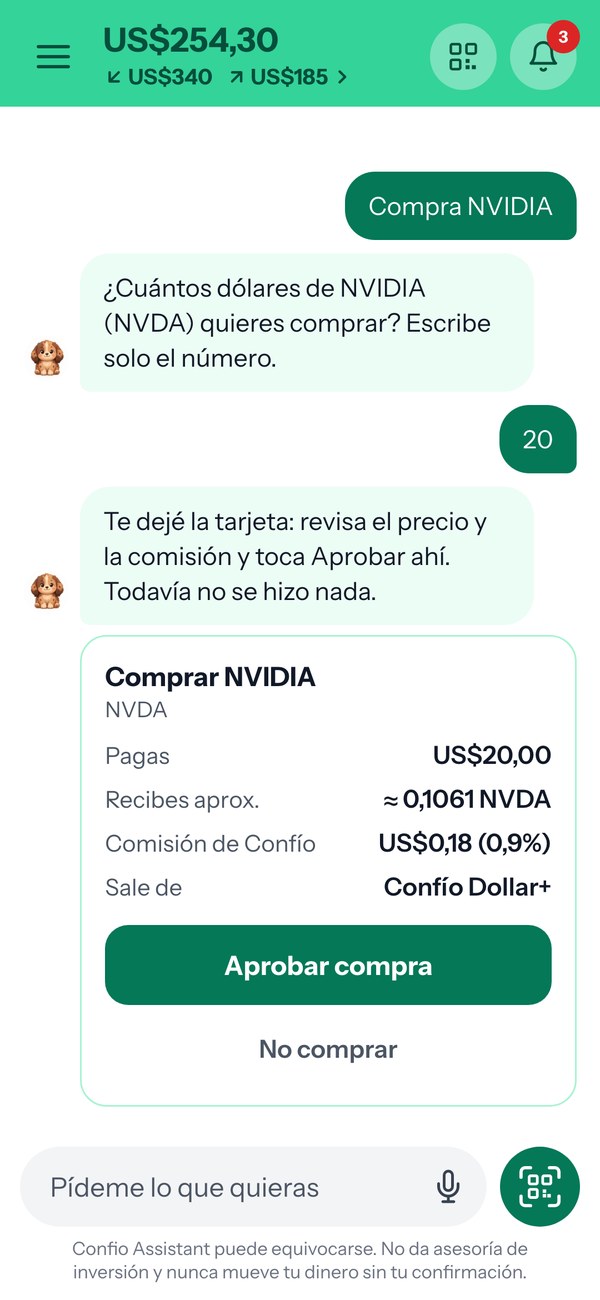 US$254,30
↙ US$340 ↗ US$185 >
3
Compra NVIDIA
¿Cuántos dólares de NVIDIA
(NVDA) quieres comprar? Escribe
solo el número.
20
Te dejé la tarjeta: revisa el precio y
la comisión y toca Aprobar ahí.
Todavía no se hizo nada.
Comprar NVIDIA
NVDA
Pagas US$20,00
Recibes aprox. ≈ 0,1061 NVDA
Comisión de Confío US$0,18 (0,9%)
Sale de Confío Dollar+
Aprobar compra
No comprar
Pídeme lo que quieras
Confio Assistant puede equivocarse. No da asesoría de
inversión y nunca mueve tu dinero sin tu confirmación.